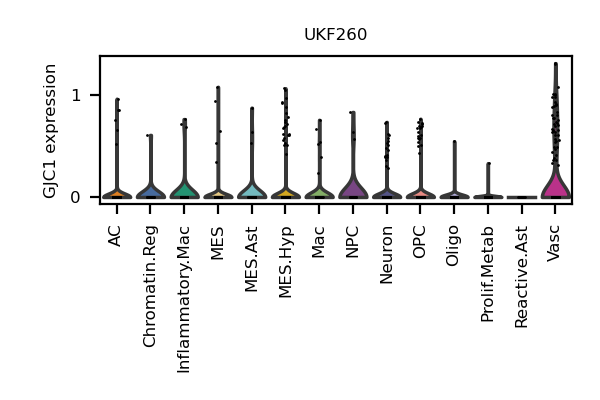 UKF260
GJC1 expression
1
0
AC
Chromatin.Reg
Inflammatory.Mac
MES
MES.Ast
MES.Hyp
Mac
NPC
Neuron
OPC
Oligo
Prolif.Metab
Reactive.Ast
Vasc